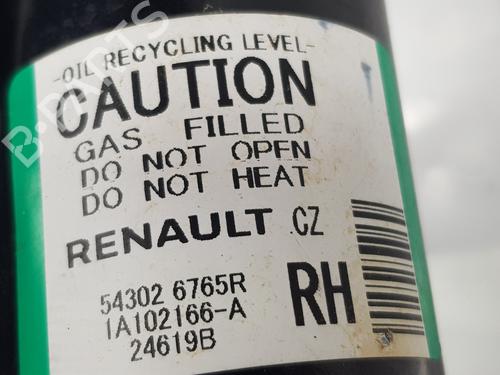 -OIL RECYCLING LEVEL-
CAUTION
GAS FILLED
DO NOT OPEN
DO NOT HEAT
RENAULT CZ
54302 6765R
1A102166-A
24619B
RH
B-PARTS